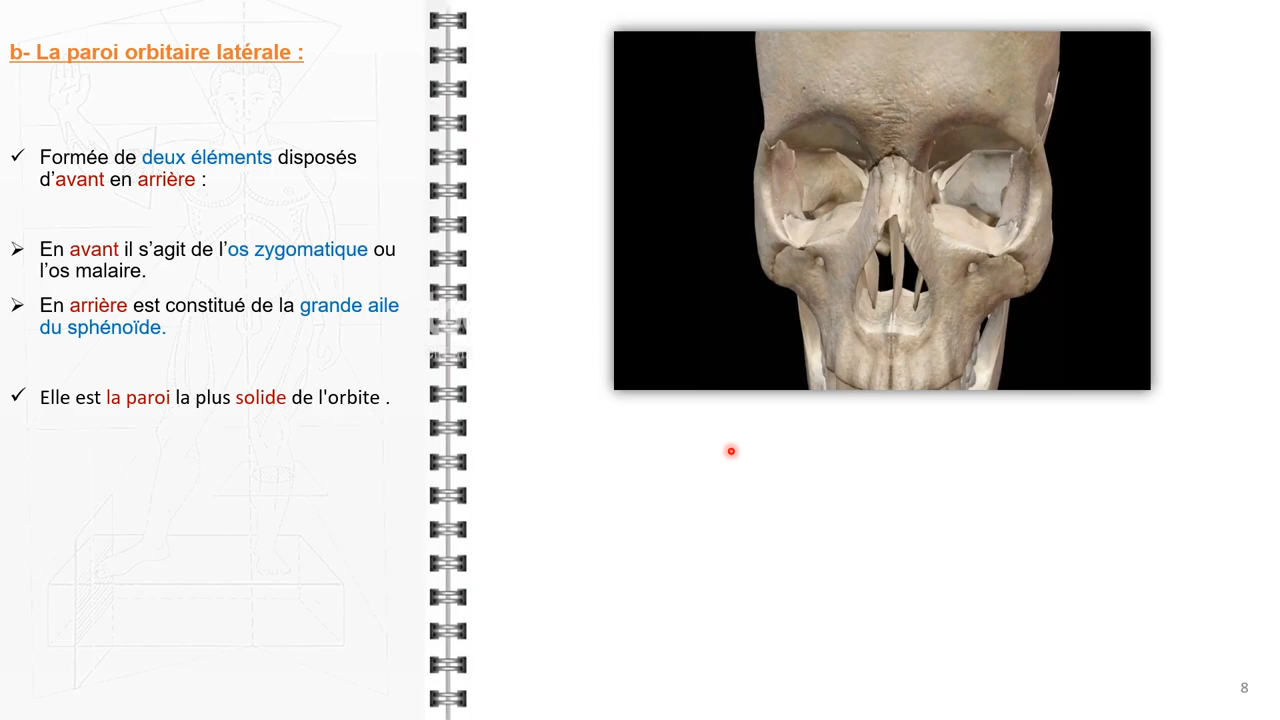 b- La paroi orbitaire latérale :
Formée de deux éléments disposés
d’avant en arrière :
En avant il s’agit de l’os zygomatique ou
l’os malaire.
En arrière est constitué de la grande aile
du sphénoïde.
Elle est la paroi la plus solide de l'orbite .
8